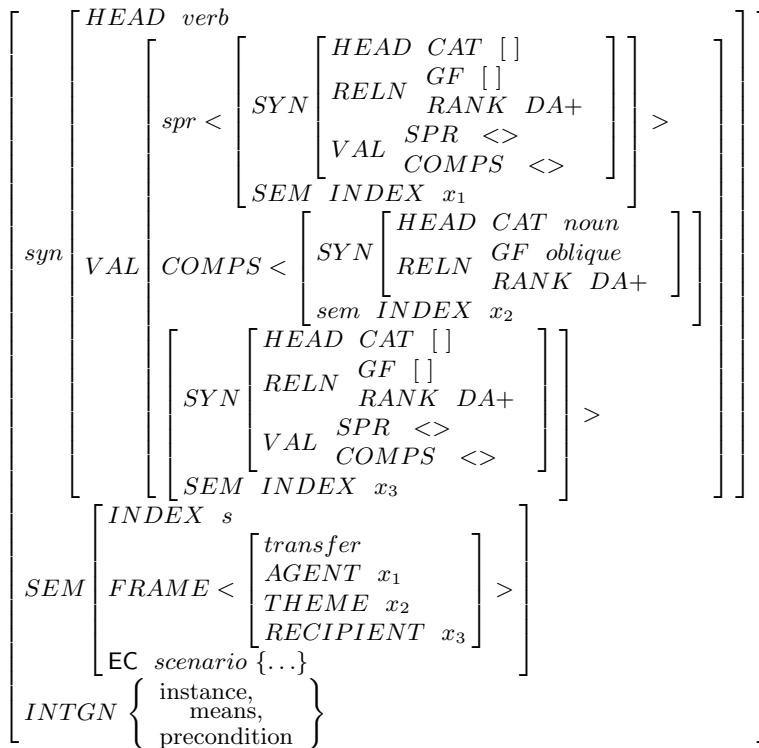 HEAD verb
HEAD CAT [ ]
RELN GF [ ]
RANK DA+
spr < SYN
VAL SPR <>
COMPS <>
>
SEM INDEX x1
syn VAL COMPS <
SYN
HEAD CAT noun
RELN GF oblique
RANK DA+
sem INDEX x2
HEAD CAT [ ]
RELN GF [ ]
RANK DA+
SYN
VAL SPR <>
COMPS <>
>
SEM INDEX x3
INDEX s
SEM FRAME <
transfer
AGENT x1
THEME x2
RECIPIENT x3
>
EC scenario {...}
INTGN { instance,
means,
precondition }